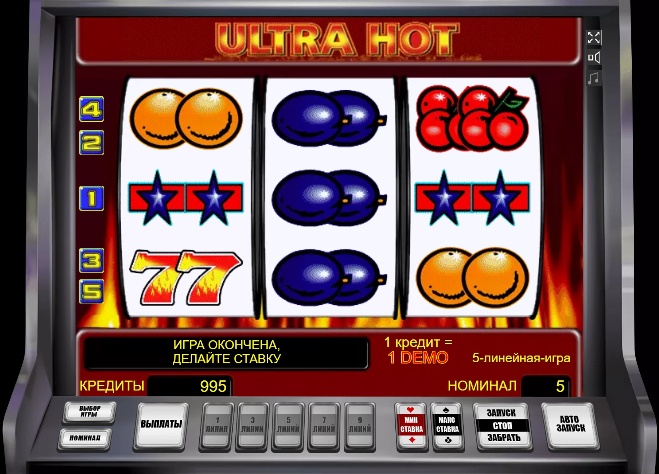 ULTRA HOT
4
2
1
3
5
77
ИГРА ОКОНЧЕНА,
ДЕЛАЙТЕ СТАВКУ
1 кредит =
1 DEMO
5-линейная-игра
КРЕДИТЫ 995
НОМИНАЛ 5
ВЫБОР
ИГРЫ
НОМИНАЛ
ВЫПЛАТЫ
1
ЛИНИЯ
3
ЛИНИИ
5
ЛИНИЙ
7
ЛИНИЙ
9
ЛИНИЙ
МИН
СТАВКА
МАКС
СТАВКА
ЗАПУСК
СТОП
ЗАБРАТЬ
АВТО
ЗАПУСК